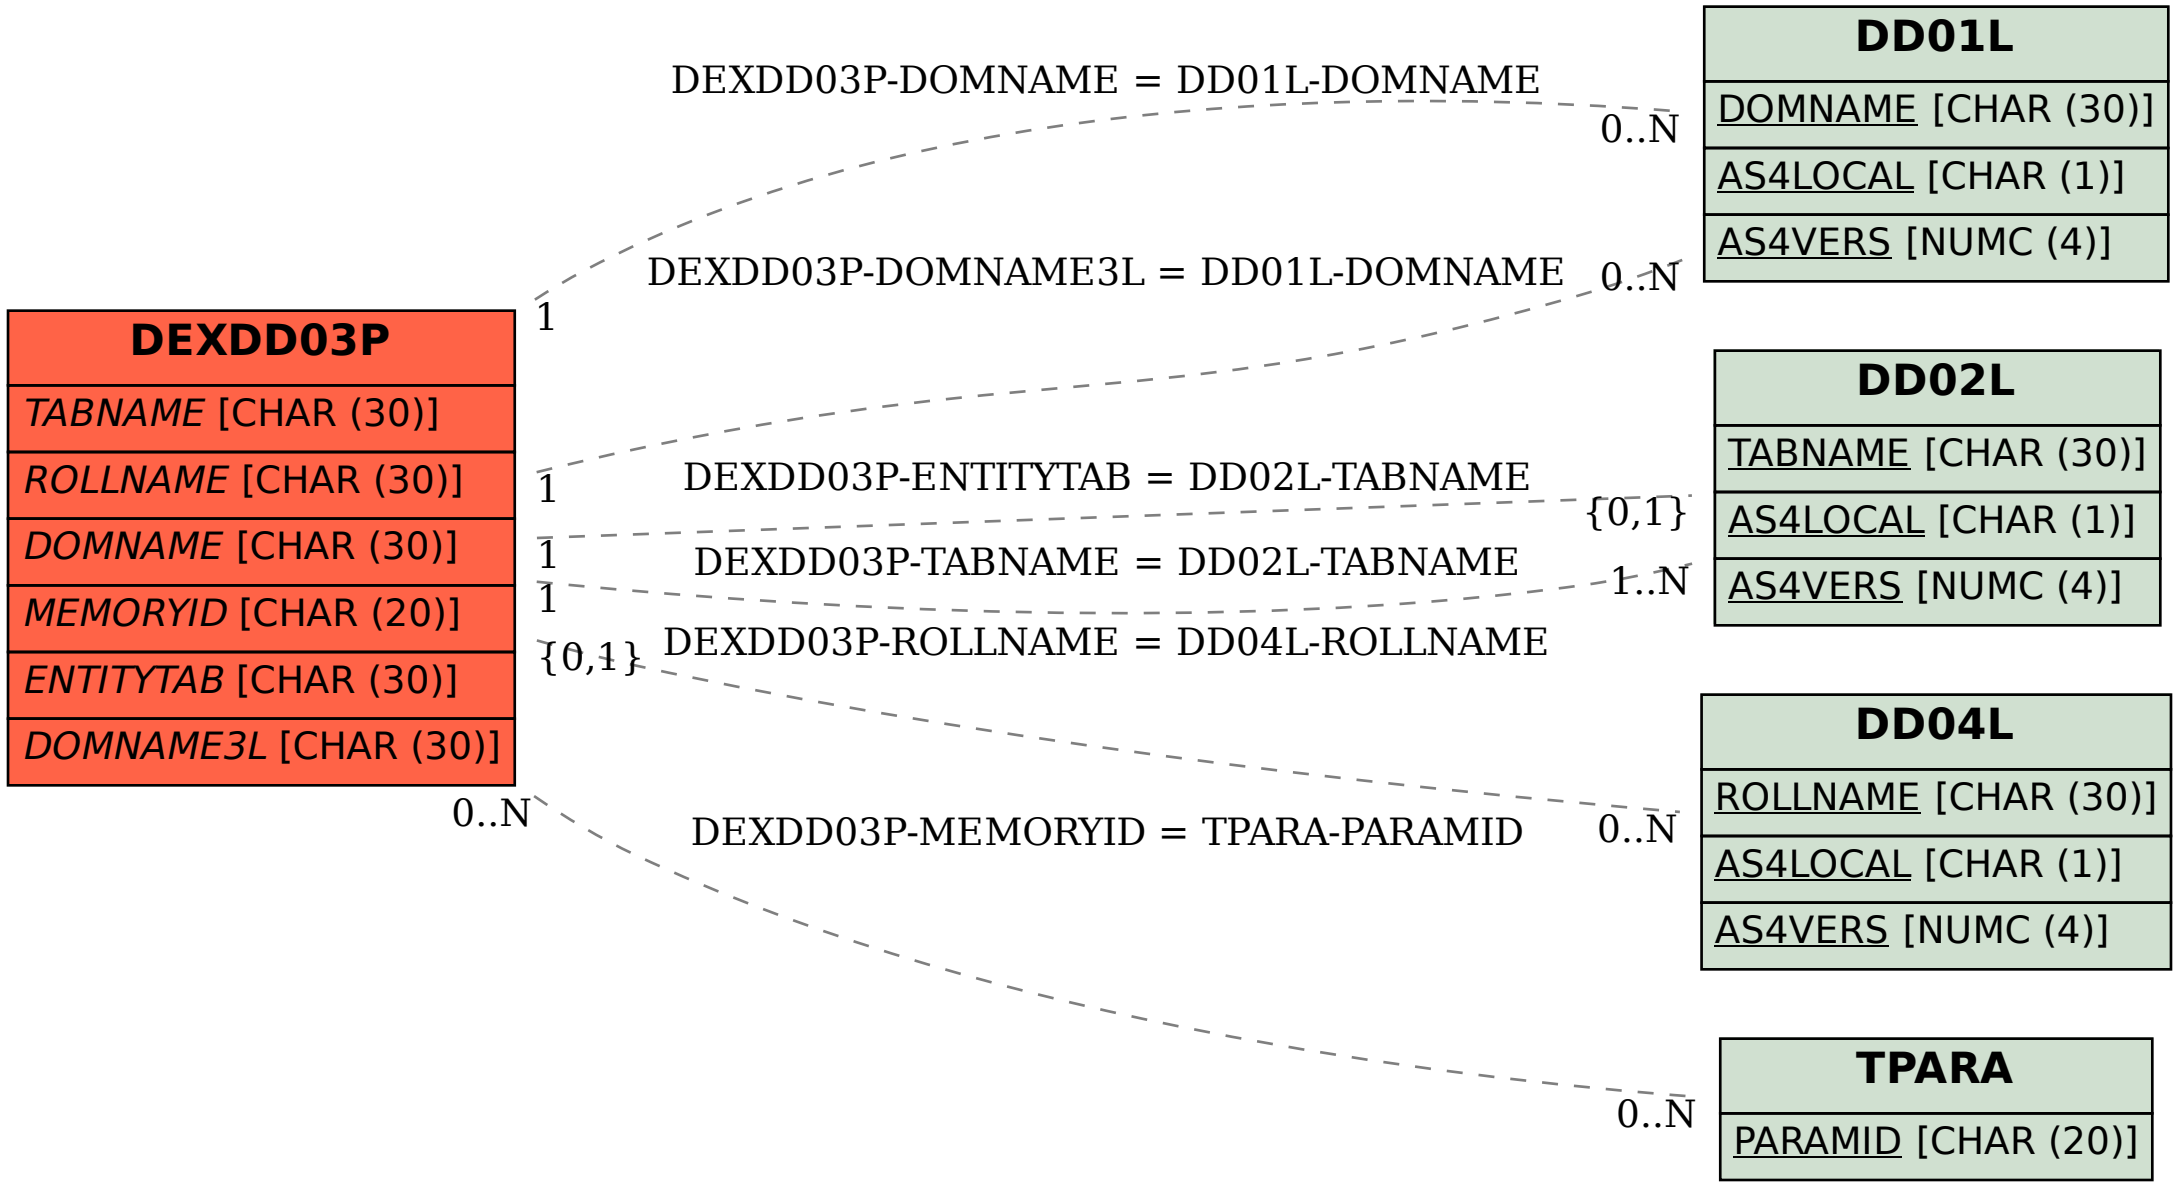 DEXDD03P
TABNAME [CHAR (30)]
ROLLNAME [CHAR (30)]
DOMNAME [CHAR (30)]
MEMORYID [CHAR (20)]
ENTITYTAB [CHAR (30)]
DOMNAME3L [CHAR (30)]
DEXDD03P-DOMNAME = DD01L-DOMNAME
0..N
1
DEXDD03P-DOMNAME3L = DD01L-DOMNAME
0..N
1
DEXDD03P-ENTITYTAB = DD02L-TABNAME
{0,1}
1
DEXDD03P-TABNAME = DD02L-TABNAME
1..N
1
DEXDD03P-ROLLNAME = DD04L-ROLLNAME
{0,1}
0..N
DEXDD03P-MEMORYID = TPARA-PARAMID
0..N
0..N
DD01L
DOMNAME [CHAR (30)]
AS4LOCAL [CHAR (1)]
AS4VERS [NUMC (4)]
DD02L
TABNAME [CHAR (30)]
AS4LOCAL [CHAR (1)]
AS4VERS [NUMC (4)]
DD04L
ROLLNAME [CHAR (30)]
AS4LOCAL [CHAR (1)]
AS4VERS [NUMC (4)]
TPARA
PARAMID [CHAR (20)]